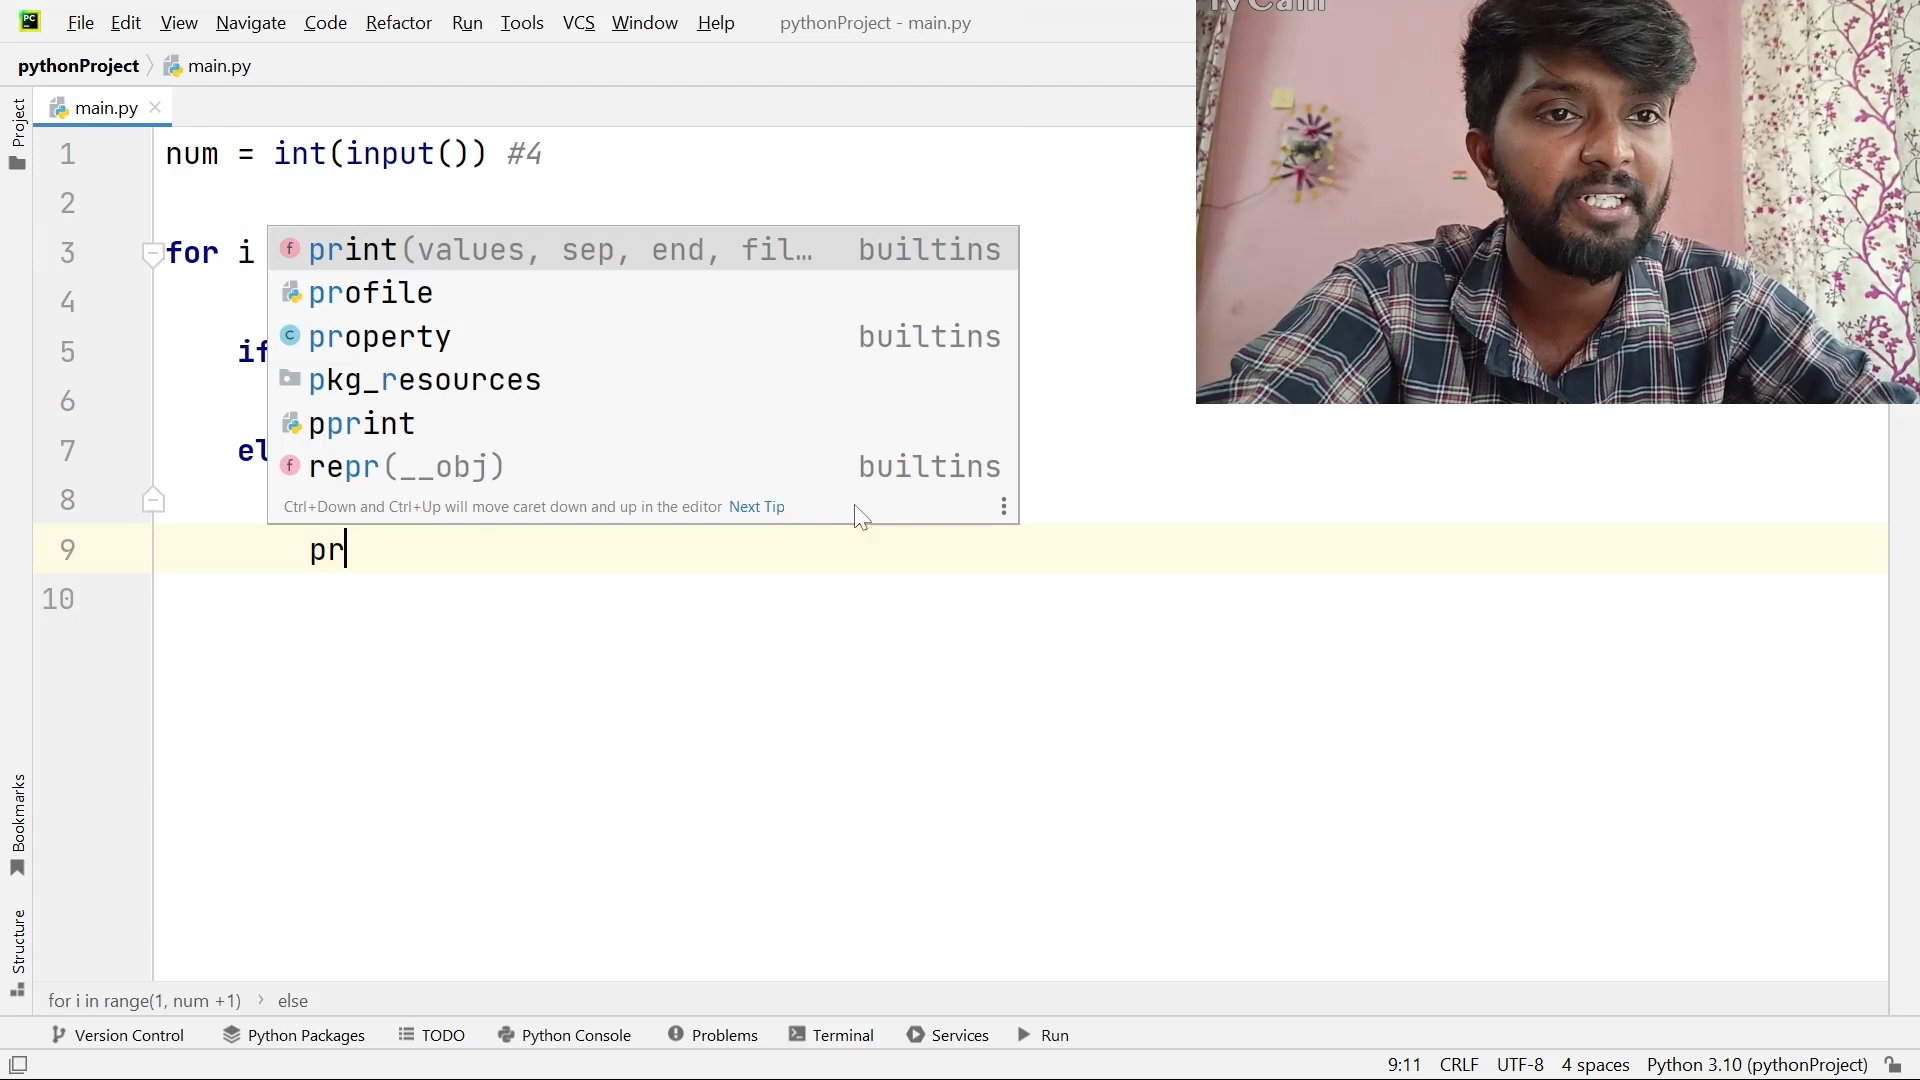 File Edit View Navigate Code Refactor Run Tools VCS Window Help pythonProject - main.py
pythonProject main.py
Project
main.py
1 num = int(input()) #4
2
3 for i
print(values, sep, end, fil... builtins
profile
4
property builtins
5 if
pkg_resources
6
pprint
7 el
repr(__obj) builtins
8
Ctrl+Down and Ctrl+Up will move caret down and up in the editor Next Tip
9 pr
10
Bookmarks
Structure
for i in range(1, num +1) > else
Version Control Python Packages TODO Python Console Problems Terminal Services Run
9:11 CRLF UTF-8 4 spaces Python 3.10 (pythonProject)